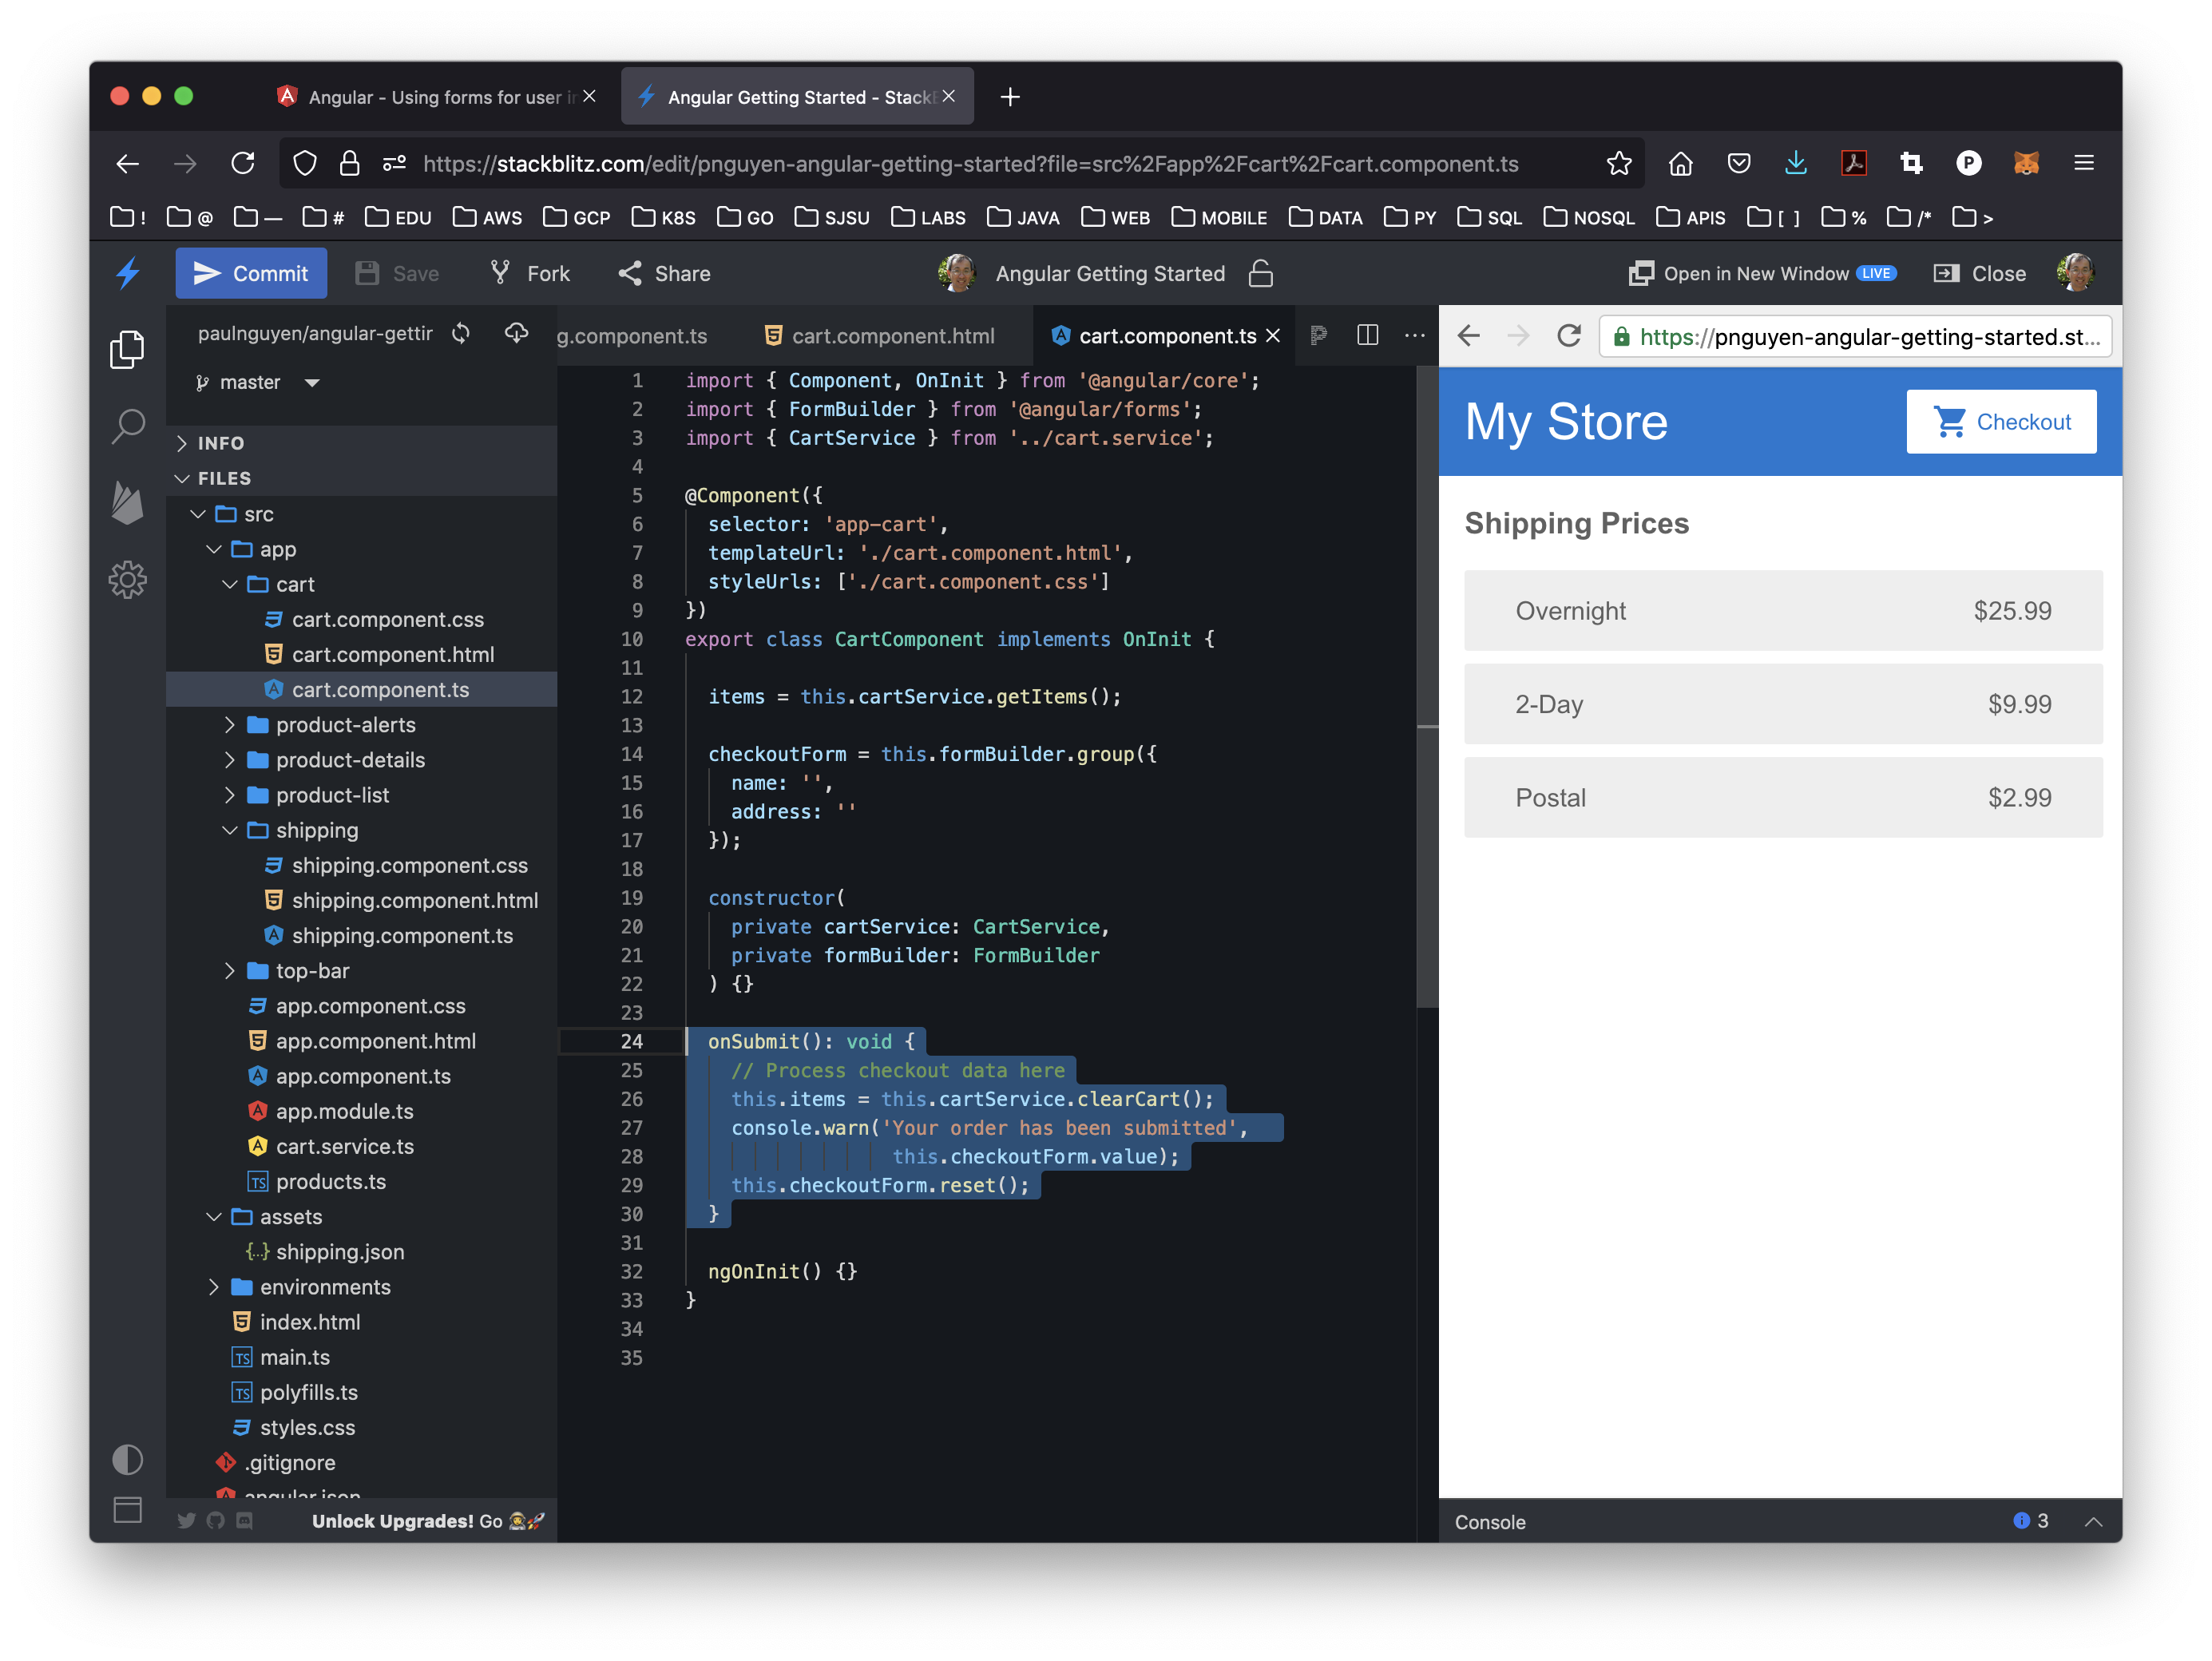 Angular - Using forms for user in
Angular Getting Started - StackB
https://stackblitz.com/edit/pnguyen-angular-getting-started?file=src%2Fapp%2Fcart%2Fcart.component.ts
! @ — # EDU AWS GCP K8S GO SJSU LABS JAVA WEB MOBILE DATA PY SQL NOSQL APIS [ ] % /* >
Commit Save Fork Share Angular Getting Started Open in New Window LIVE Close
paulnguyen/angular-gettir
master
INFO
FILES
src
app
cart
cart.component.css
cart.component.html
cart.component.ts
product-alerts
product-details
product-list
shipping
shipping.component.css
shipping.component.html
shipping.component.ts
top-bar
app.component.css
app.component.html
app.component.ts
app.module.ts
cart.service.ts
products.ts
assets
shipping.json
environments
index.html
main.ts
polyfills.ts
styles.css
.gitignore
angular.json
Unlock Upgrades! Go
g.component.ts cart.component.html cart.component.ts
1 import { Component, OnInit } from '@angular/core';
2 import { FormBuilder } from '@angular/forms';
3 import { CartService } from '../cart.service';
4
5 @Component({
6 selector: 'app-cart',
7 templateUrl: './cart.component.html',
8 styleUrls: ['./cart.component.css']
9 })
10 export class CartComponent implements OnInit {
11
12 items = this.cartService.getItems();
13
14 checkoutForm = this.formBuilder.group({
15 name: '',
16 address: ''
17 });
18
19 constructor(
20 private cartService: CartService,
21 private formBuilder: FormBuilder
22 ) {}
23
24 onSubmit(): void {
25 // Process checkout data here
26 this.items = this.cartService.clearCart();
27 console.warn('Your order has been submitted',
28 this.checkoutForm.value);
29 this.checkoutForm.reset();
30 }
31
32 ngOnInit() {}
33 }
34
35
https://pnguyen-angular-getting-started.st...
My Store
Checkout
Shipping Prices
Overnight $25.99
2-Day $9.99
Postal $2.99
Console 3